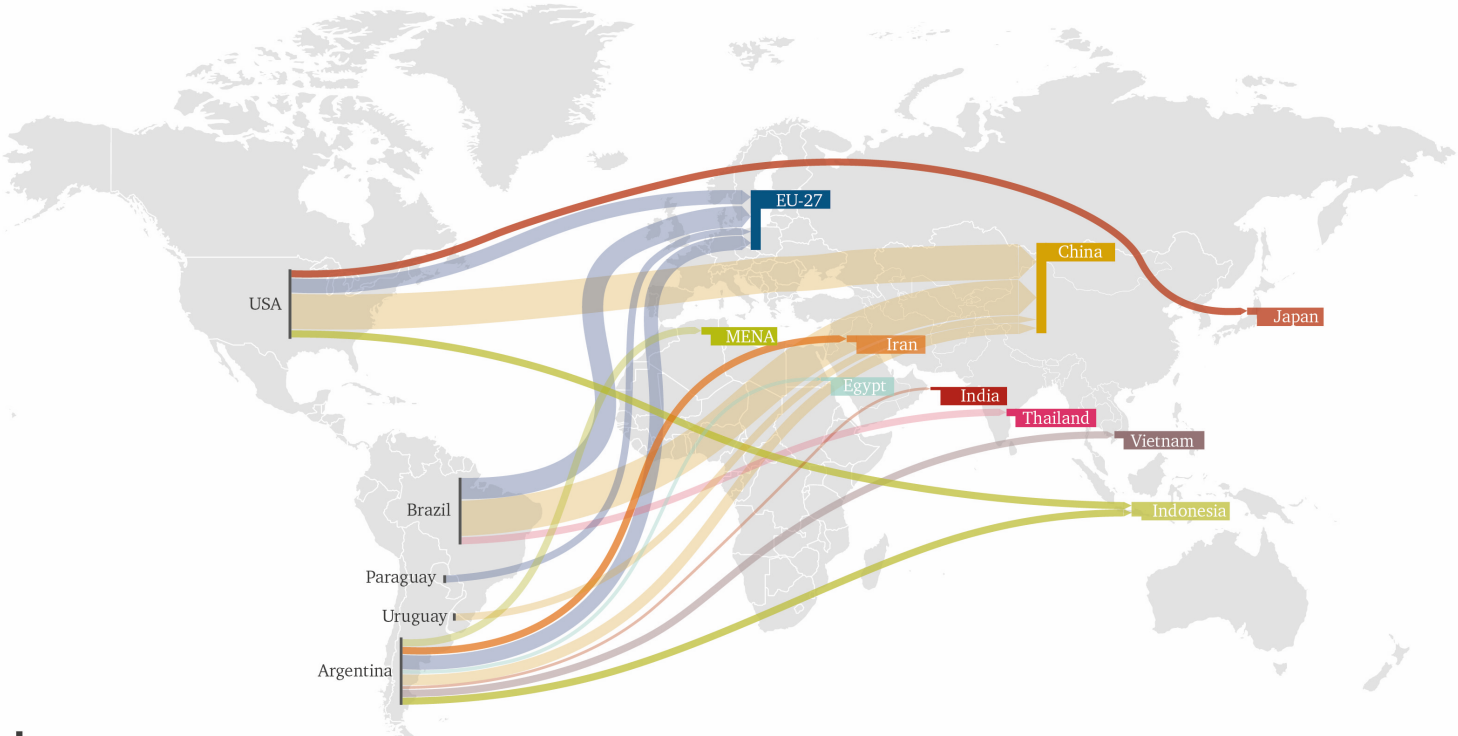 EU-27
China
USA
Japan
MENA
Iran
Egypt
India
Thailand
Vietnam
Brazil
Indonesia
Paraguay
Uruguay
Argentina